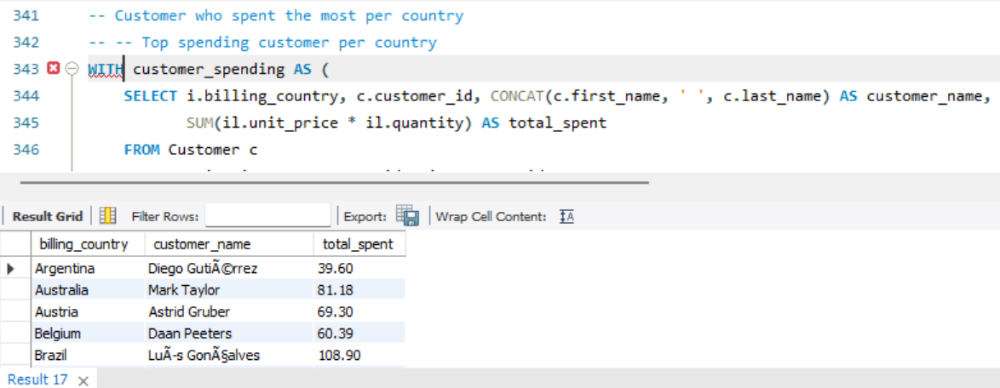 341 -- Customer who spent the most per country
342 -- -- Top spending customer per country
343 WITH customer_spending AS (
344 SELECT i.billing_country, c.customer_id, CONCAT(c.first_name, ' ', c.last_name) AS customer_name,
345 SUM(il.unit_price * il.quantity) AS total_spent
346 FROM Customer c
Result Grid Filter Rows: Export: Wrap Cell Content: IA
billing_country customer_name total_spent
Argentina Diego GutiÃ©rrez 39.60
Australia Mark Taylor 81.18
Austria Astrid Gruber 69.30
Belgium Daan Peeters 60.39
Brazil LuÃ-s GonÃ§alves 108.90
Result 17